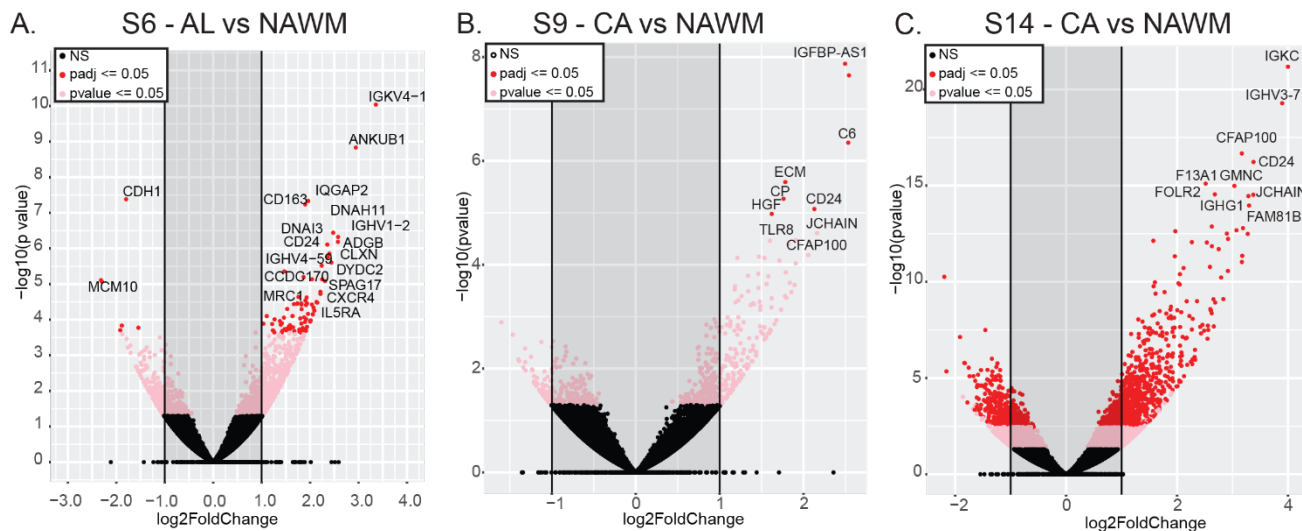 A.
S6 - AL vs NAWM
NS
padj <= 0.05
pvalue <= 0.05
IGKV4-1
ANKUB1
CDH1
IQGAP2
CD163
DNAH11
IGHV1-2
DNAI3
CD24
ADGB
CLXN
IGHV4-59
DYDC2
CCDC170
SPAG17
MCM10
MRC1
CXCR4
IL5RA
11
10
9
8
7
6
5
4
3
2
1
0
-log10(p value)
-3.0
-2.0
-1.0
0.0
1.0
2.0
3.0
4.0
log2FoldChange
B.
S9 - CA vs NAWM
NS
padj <= 0.05
pvalue <= 0.05
IGFBP-AS1
C6
ECM
CP
CD24
HGF
JCHAIN
TLR8
CFAP100
8
6
4
2
0
-log10(pvalue)
-1
0
1
2
log2FoldChange
C.
S14 - CA vs NAWM
NS
padj <= 0.05
pvalue <= 0.05
IGKC
IGHV3-7
CFAP100
CD24
F13A1
GMNC
FOLR2
JCHAIN
IGHG1
FAM81B
20
15
10
5
0
-log10(pvalue)
-2
0
2
4
log2FoldChange